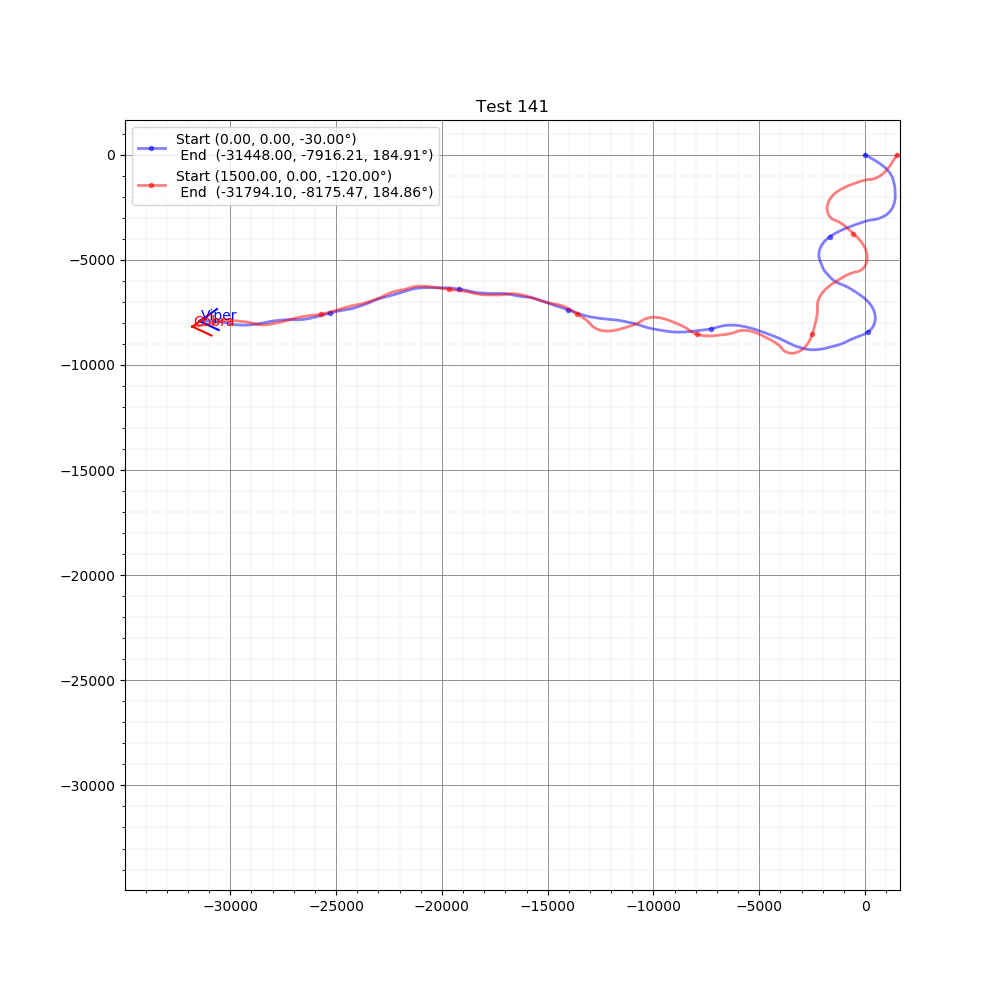 Test 141
Start (0.00, 0.00, -30.00°)
End (-31448.00, -7916.21, 184.91°)
Start (1500.00, 0.00, -120.00°)
End (-31794.10, -8175.47, 184.86°)
0
−5000
−10000
−15000
−20000
−25000
−30000
Viper
Cobra
−30000 −25000 −20000 −15000 −10000 −5000 0